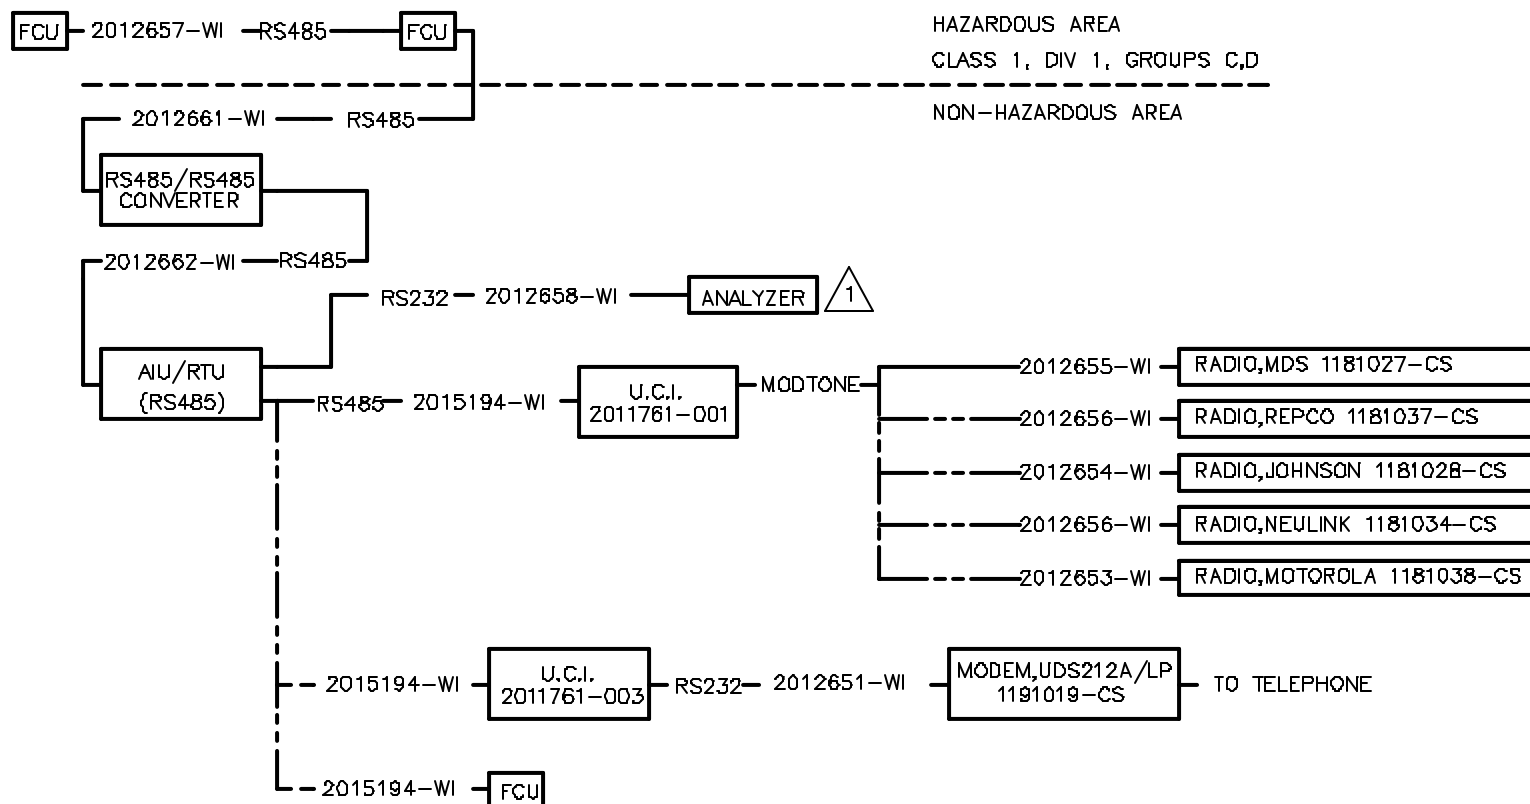 FCU 2012657-WI RS485 FCU
HAZARDOUS AREA
CLASS 1, DIV 1, GROUPS C,D
NON-HAZARDOUS AREA
2012661-WI RS485
RS485/RS485
CONVERTER
2012662-WI RS485
RS232 2012658-WI ANALYZER 1
AIU/RTU
(RS485)
RS485 2015194-WI
U.C.I.
2011761-001
MODTONE
2012655-WI RADIO,MDS 1181027-CS
2012656-WI RADIO,REPCO 1181037-CS
2012654-WI RADIO,JOHNSON 1181028-CS
2012656-WI RADIO,NEULINK 1181034-CS
2012653-WI RADIO,MOTOROLA 1181038-CS
2015194-WI
U.C.I.
2011761-003
RS232 2012651-WI
MODEM,UDS212A/LP
1191019-CS
TO TELEPHONE
2015194-WI FCU